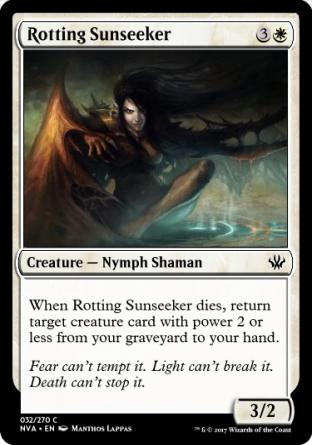 Rotting Sunseeker 3
Creature — Nymph Shaman
When Rotting Sunseeker dies, return
target creature card with power 2 or
less from your graveyard to your hand.
Fear can't tempt it. Light can't break it.
Death can't stop it.
3/2
032/270 C
NVA • EN MANTHOS LAPPAS
™ & © 2017 Wizards of the Coast